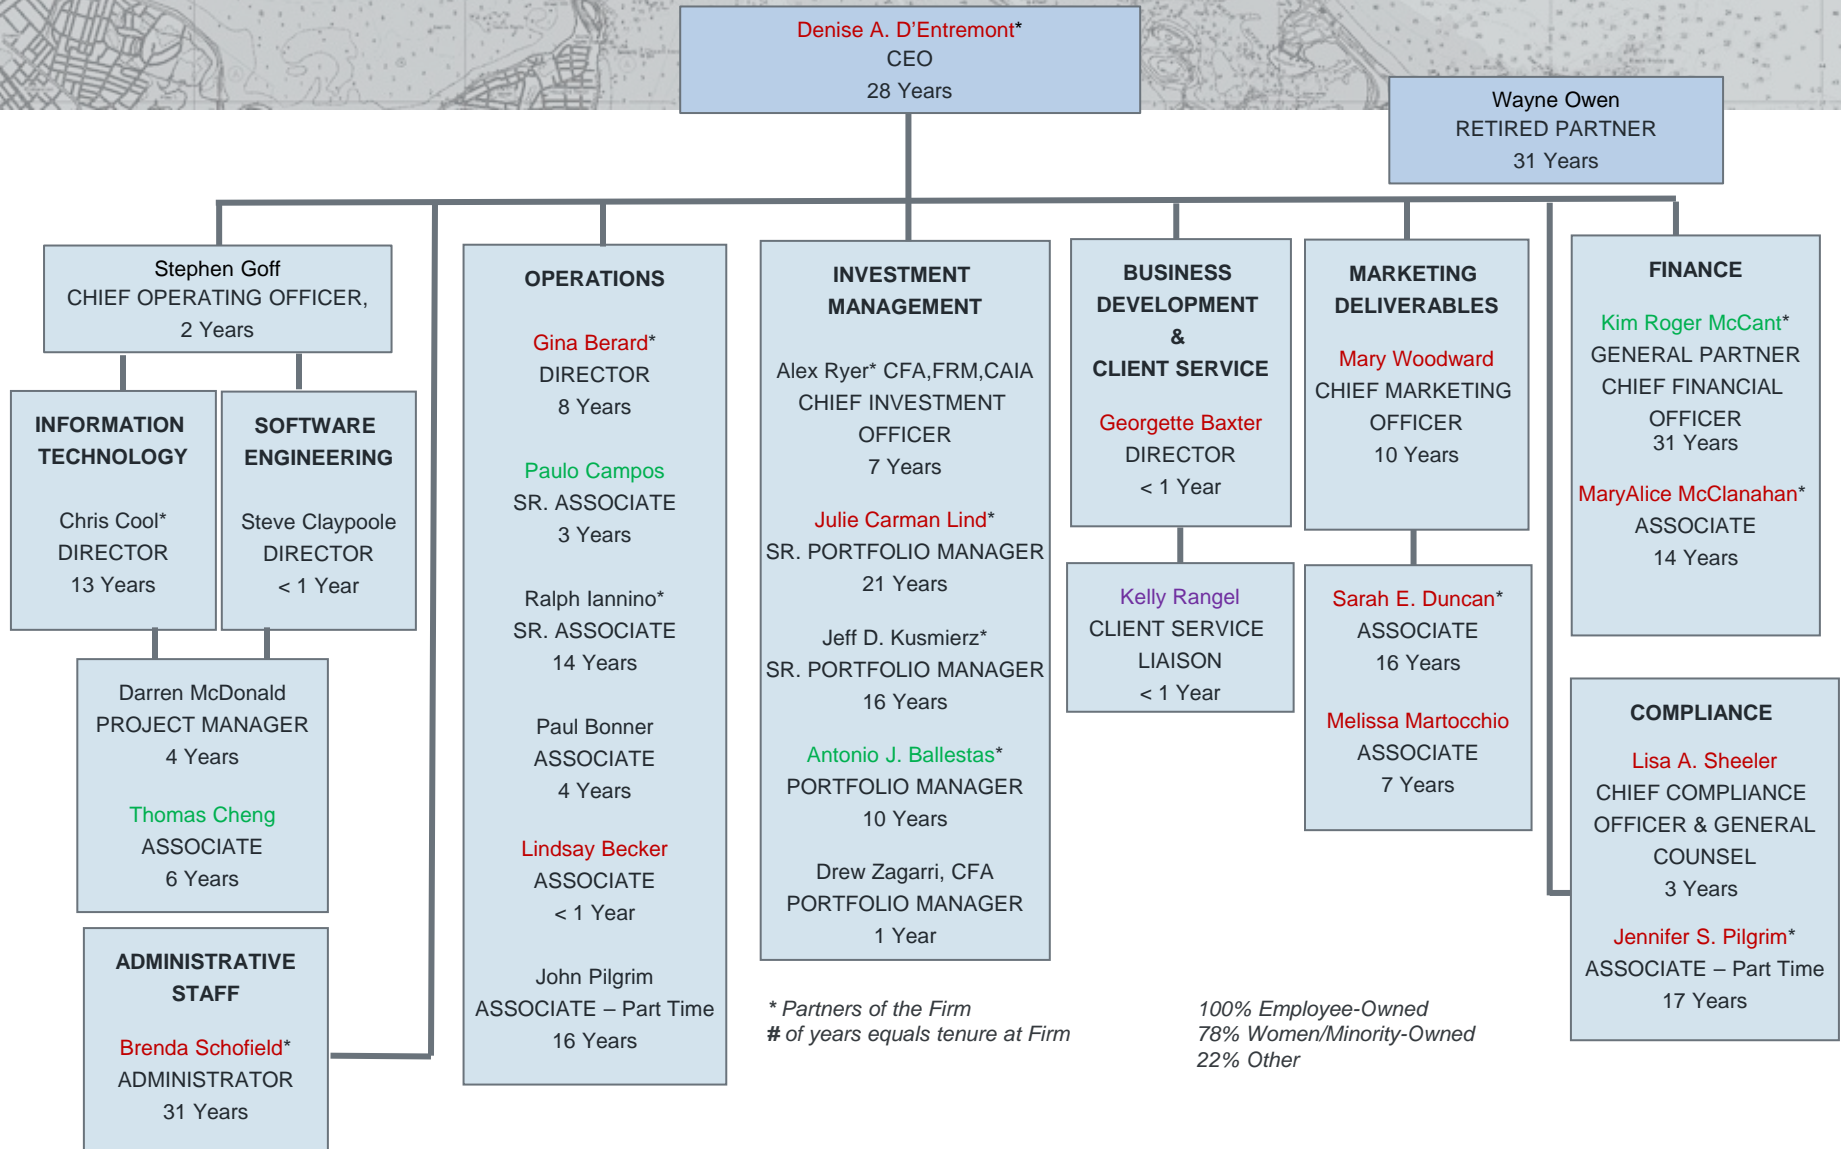 Denise A. D'Entremont*
CEO
28 Years
Wayne Owen
RETIRED PARTNER
31 Years
Stephen Goff
CHIEF OPERATING OFFICER,
2 Years
INFORMATION
TECHNOLOGY
Chris Cool*
DIRECTOR
13 Years
SOFTWARE
ENGINEERING
Steve Claypoole
DIRECTOR
< 1 Year
Darren McDonald
PROJECT MANAGER
4 Years
Thomas Cheng
ASSOCIATE
6 Years
ADMINISTRATIVE
STAFF
Brenda Schofield*
ADMINISTRATOR
31 Years
OPERATIONS
Gina Berard*
DIRECTOR
8 Years
Paulo Campos
SR. ASSOCIATE
3 Years
Ralph Iannino*
SR. ASSOCIATE
14 Years
Paul Bonner
ASSOCIATE
4 Years
Lindsay Becker
ASSOCIATE
< 1 Year
John Pilgrim
ASSOCIATE – Part Time
16 Years
INVESTMENT
MANAGEMENT
Alex Ryer* CFA,FRM,CAIA
CHIEF INVESTMENT
OFFICER
7 Years
Julie Carman Lind*
SR. PORTFOLIO MANAGER
21 Years
Jeff D. Kusmierz*
SR. PORTFOLIO MANAGER
16 Years
Antonio J. Ballestas*
PORTFOLIO MANAGER
10 Years
Drew Zagarri, CFA
PORTFOLIO MANAGER
1 Year
BUSINESS
DEVELOPMENT
&
CLIENT SERVICE
Georgette Baxter
DIRECTOR
< 1 Year
Kelly Rangel
CLIENT SERVICE
LIAISON
< 1 Year
MARKETING
DELIVERABLES
Mary Woodward
CHIEF MARKETING
OFFICER
10 Years
Sarah E. Duncan*
ASSOCIATE
16 Years
Melissa Martocchio
ASSOCIATE
7 Years
FINANCE
Kim Roger McCant*
GENERAL PARTNER
CHIEF FINANCIAL
OFFICER
31 Years
MaryAlice McClanahan*
ASSOCIATE
14 Years
COMPLIANCE
Lisa A. Sheeler
CHIEF COMPLIANCE
OFFICER & GENERAL
COUNSEL
3 Years
Jennifer S. Pilgrim*
ASSOCIATE – Part Time
17 Years
* Partners of the Firm
# of years equals tenure at Firm
100% Employee-Owned
78% Women/Minority-Owned
22% Other